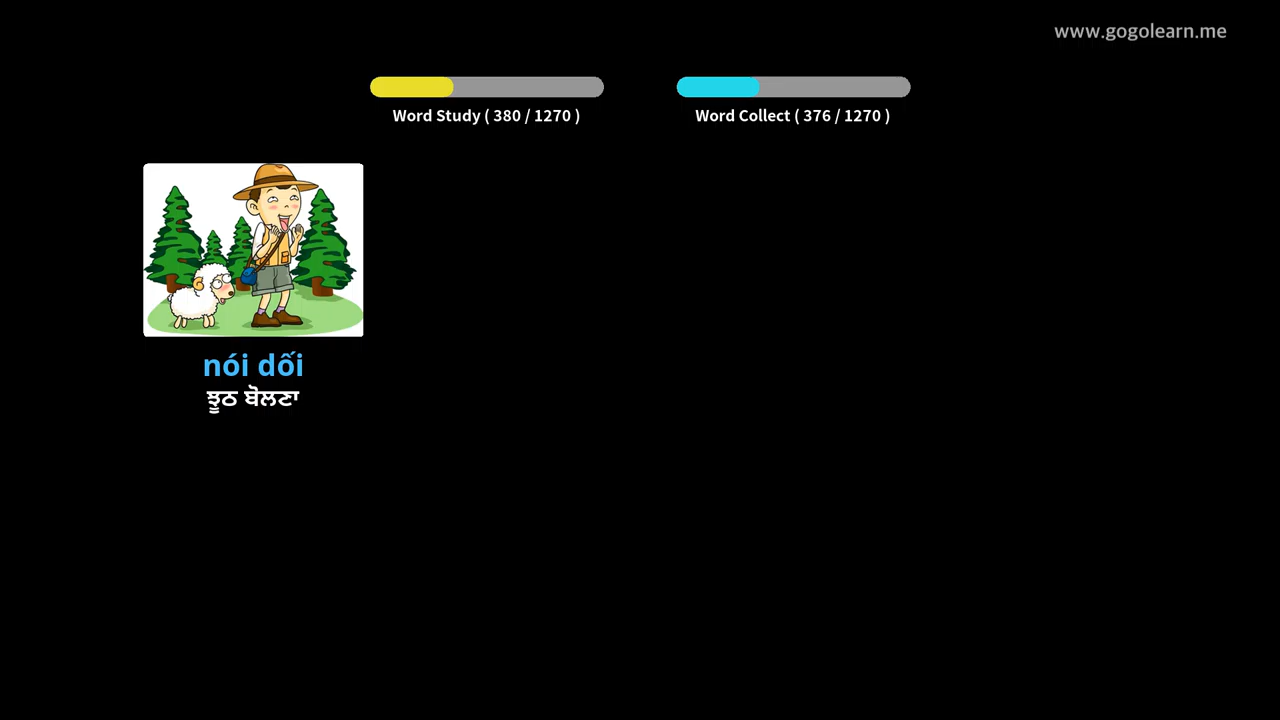 www.gogolearn.me
Word Study ( 380 / 1270 )
Word Collect ( 376 / 1270 )
nói dối
ਝੂਠ ਬੋਲਣਾ